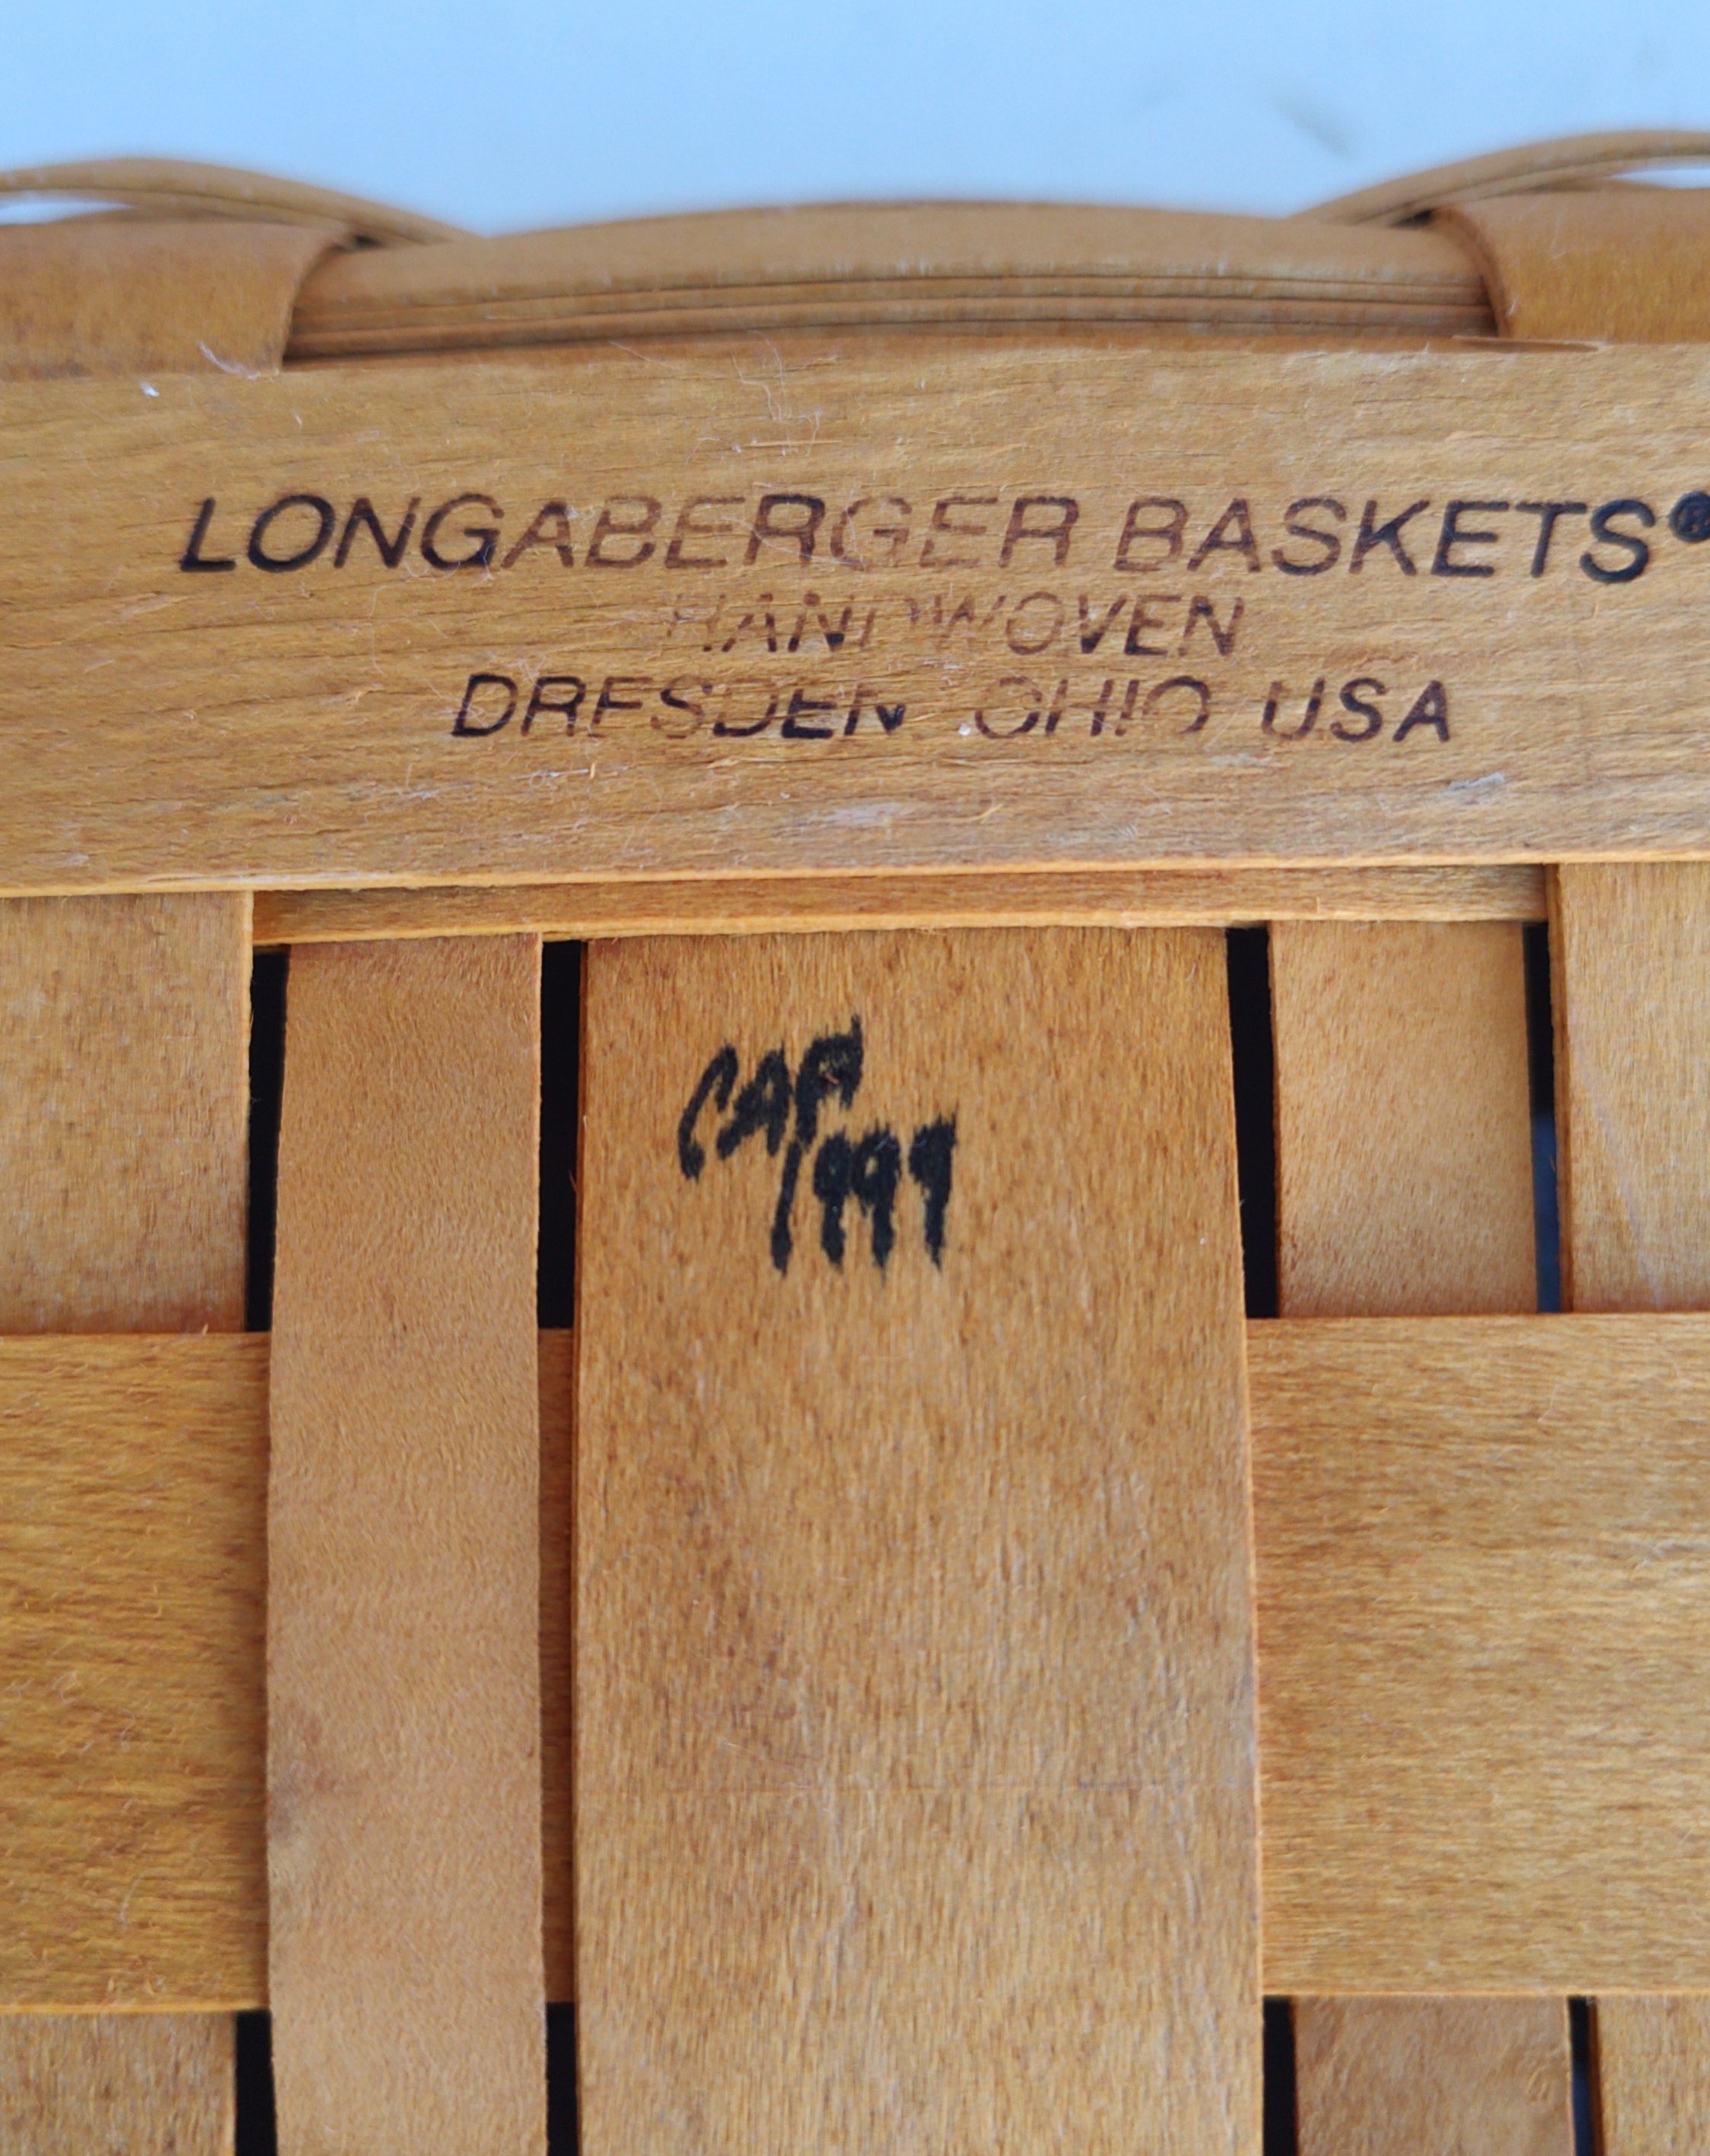 LONGABERGER BASKETS®
HANDWOVEN
DRESDEN, OHIO USA
CAP
1999